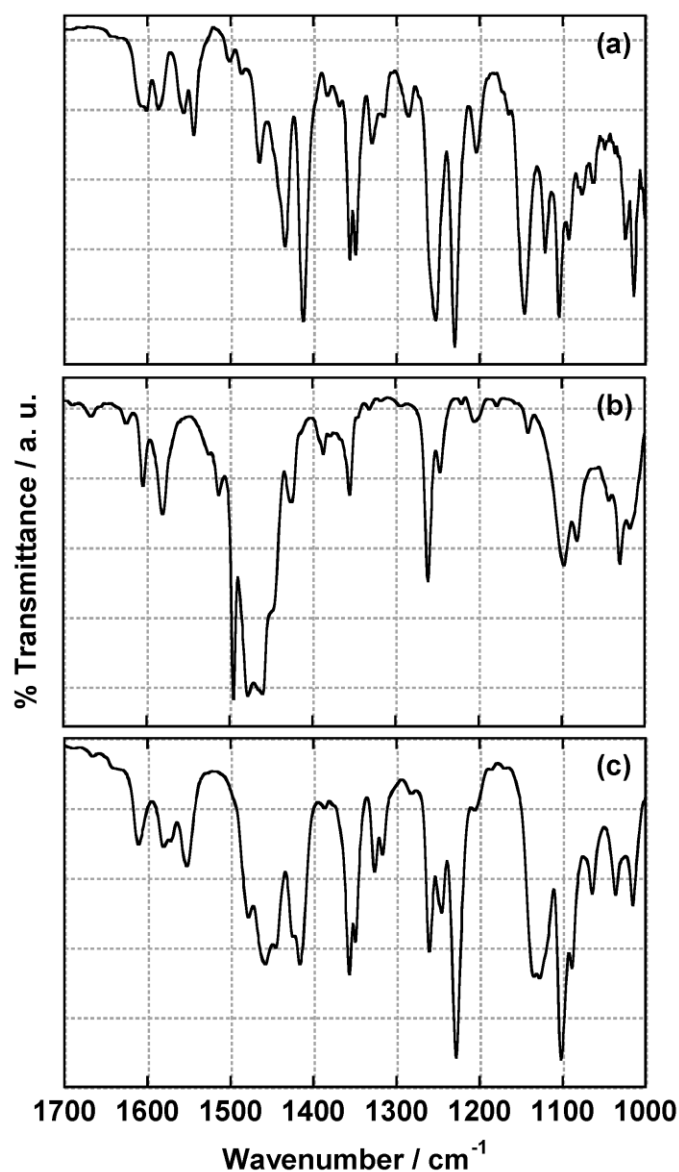 (a)
(b)
% Transmittance / a. u.
(c)
1700 1600 1500 1400 1300 1200 1100 1000
Wavenumber / cm⁻¹